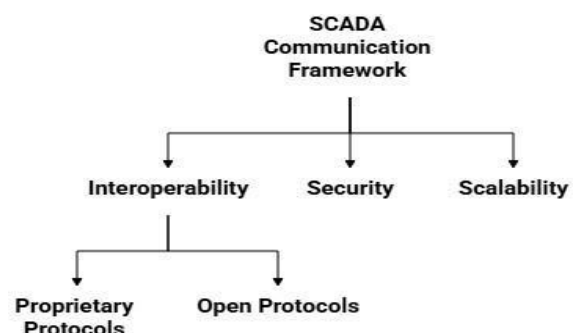 SCADA
Communication
Framework
Interoperability Security Scalability
Proprietary Open Protocols
Protocols